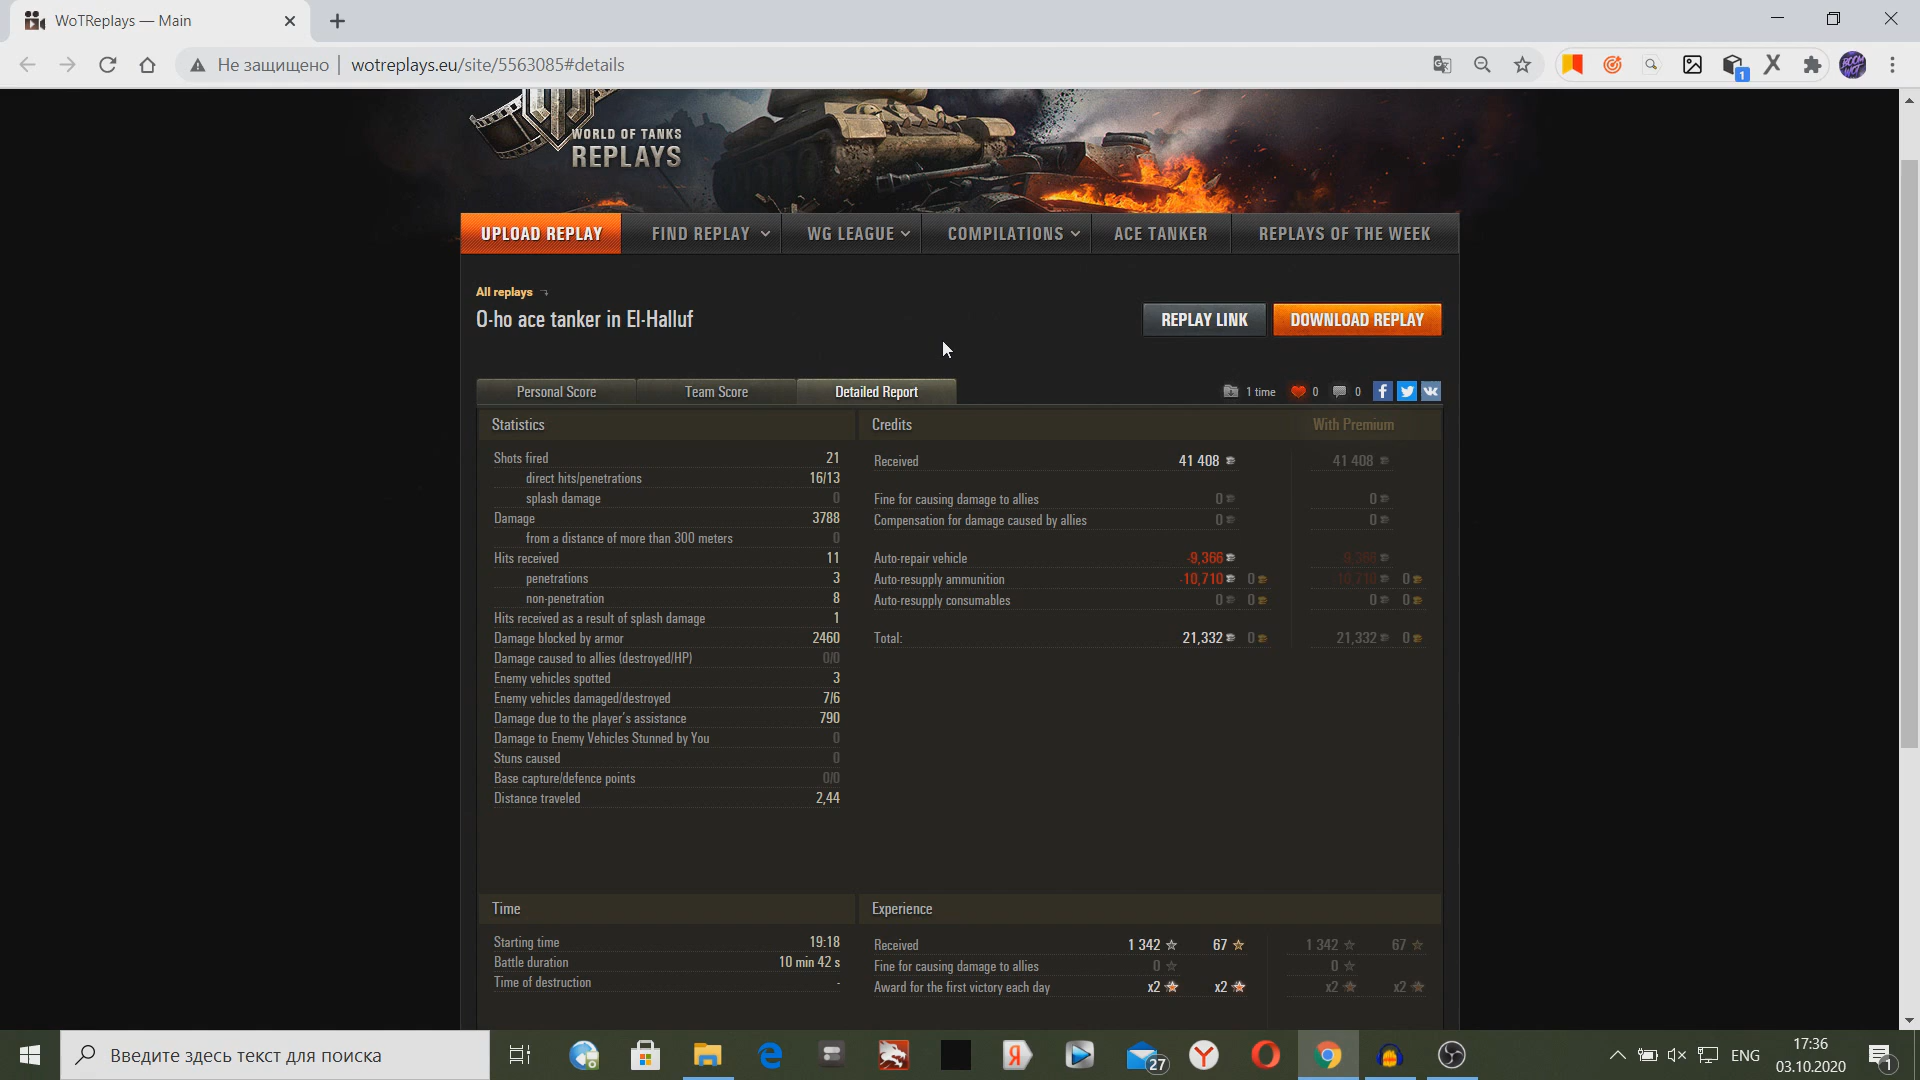 WoTReplays — Main
Не защищено | wotreplays.eu/site/5563085#details
1
WORLD OF TANKS
REPLAYS
UPLOAD REPLAY FIND REPLAY WG LEAGUE COMPILATIONS ACE TANKER REPLAYS OF THE WEEK
All replays
O-ho ace tanker in El-Halluf
REPLAY LINK DOWNLOAD REPLAY
Personal Score Team Score Detailed Report 1 time 0 0
Statistics Credits With Premium
Shots fired 21
direct hits/penetrations 16/13
splash damage 0
Damage 3788
from a distance of more than 300 meters 0
Hits received 11
penetrations 3
non-penetration 8
Hits received as a result of splash damage 1
Damage blocked by armor 2460
Damage caused to allies (destroyed/HP) 0/0
Enemy vehicles spotted 3
Enemy vehicles damaged/destroyed 7/6
Damage due to the player's assistance 790
Damage to Enemy Vehicles Stunned by You 0
Stuns caused 0
Base capture/defence points 0/0
Distance traveled 2,44
Received 41 408 41 408
Fine for causing damage to allies 0 0
Compensation for damage caused by allies 0 0
Auto-repair vehicle -9,366 -9,366
Auto-resupply ammunition -10,710 0 -10,710 0
Auto-resupply consumables 0 0 0 0
Total: 21,332 0 21,332 0
Time
Starting time 19:18
Battle duration 10 min 42 s
Time of destruction -
Experience
Received 1 342 67 1 342 67
Fine for causing damage to allies 0 0
Award for the first victory each day x2 x2 x2 x2
Введите здесь текст для поиска
27
ENG
17:36
03.10.2020
1